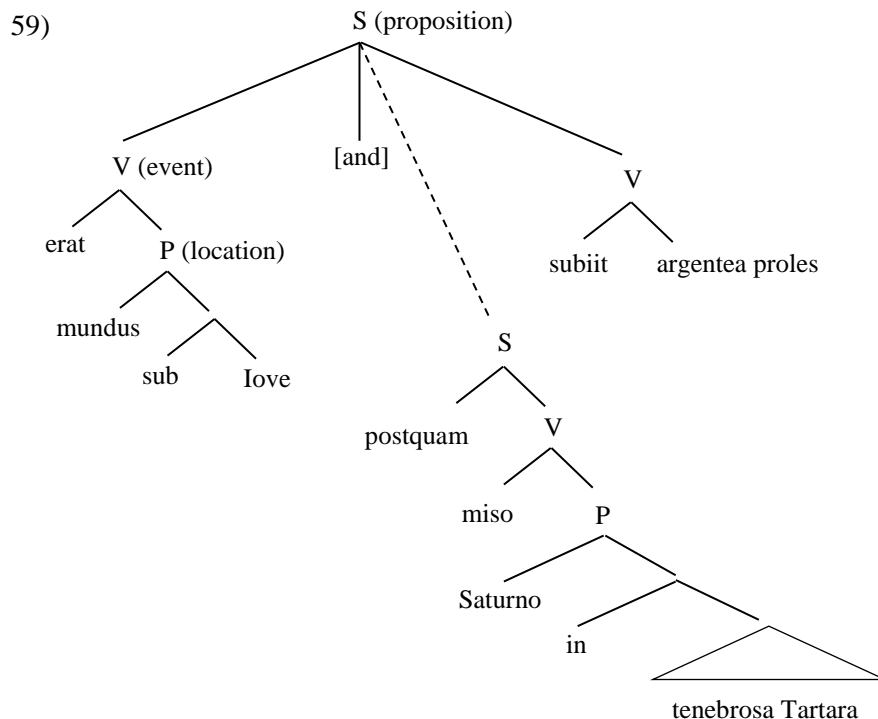 59)
S (proposition)
V (event)
[and]
V
erat
P (location)
subiit
argentea proles
mundus
sub
Iove
S
postquam
V
miso
P
Saturno
in
tenebrosa Tartara